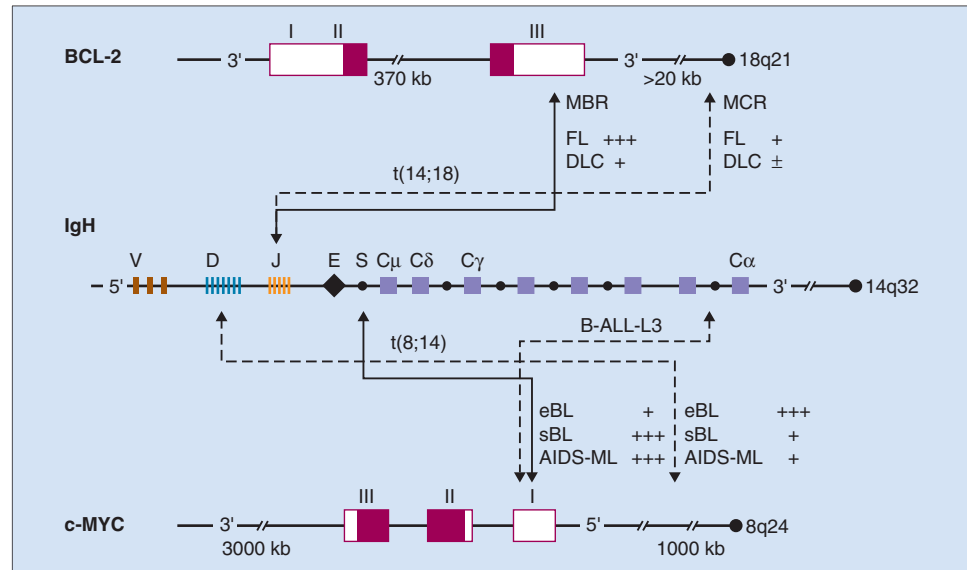 I II III
BCL-2 3' 3' 18q21
370 kb >20 kb
MBR MCR
FL +++ FL +
DLC + DLC ±
t(14;18)
IgH
V D J E S Cμ Cδ Cγ Cα
5' 3' 14q32
B-ALL-L3
t(8;14)
eBL + eBL +++
sBL +++ sBL +
AIDS-ML +++ AIDS-ML +
III II I
c-MYC 3' 5' 8q24
3000 kb 1000 kb